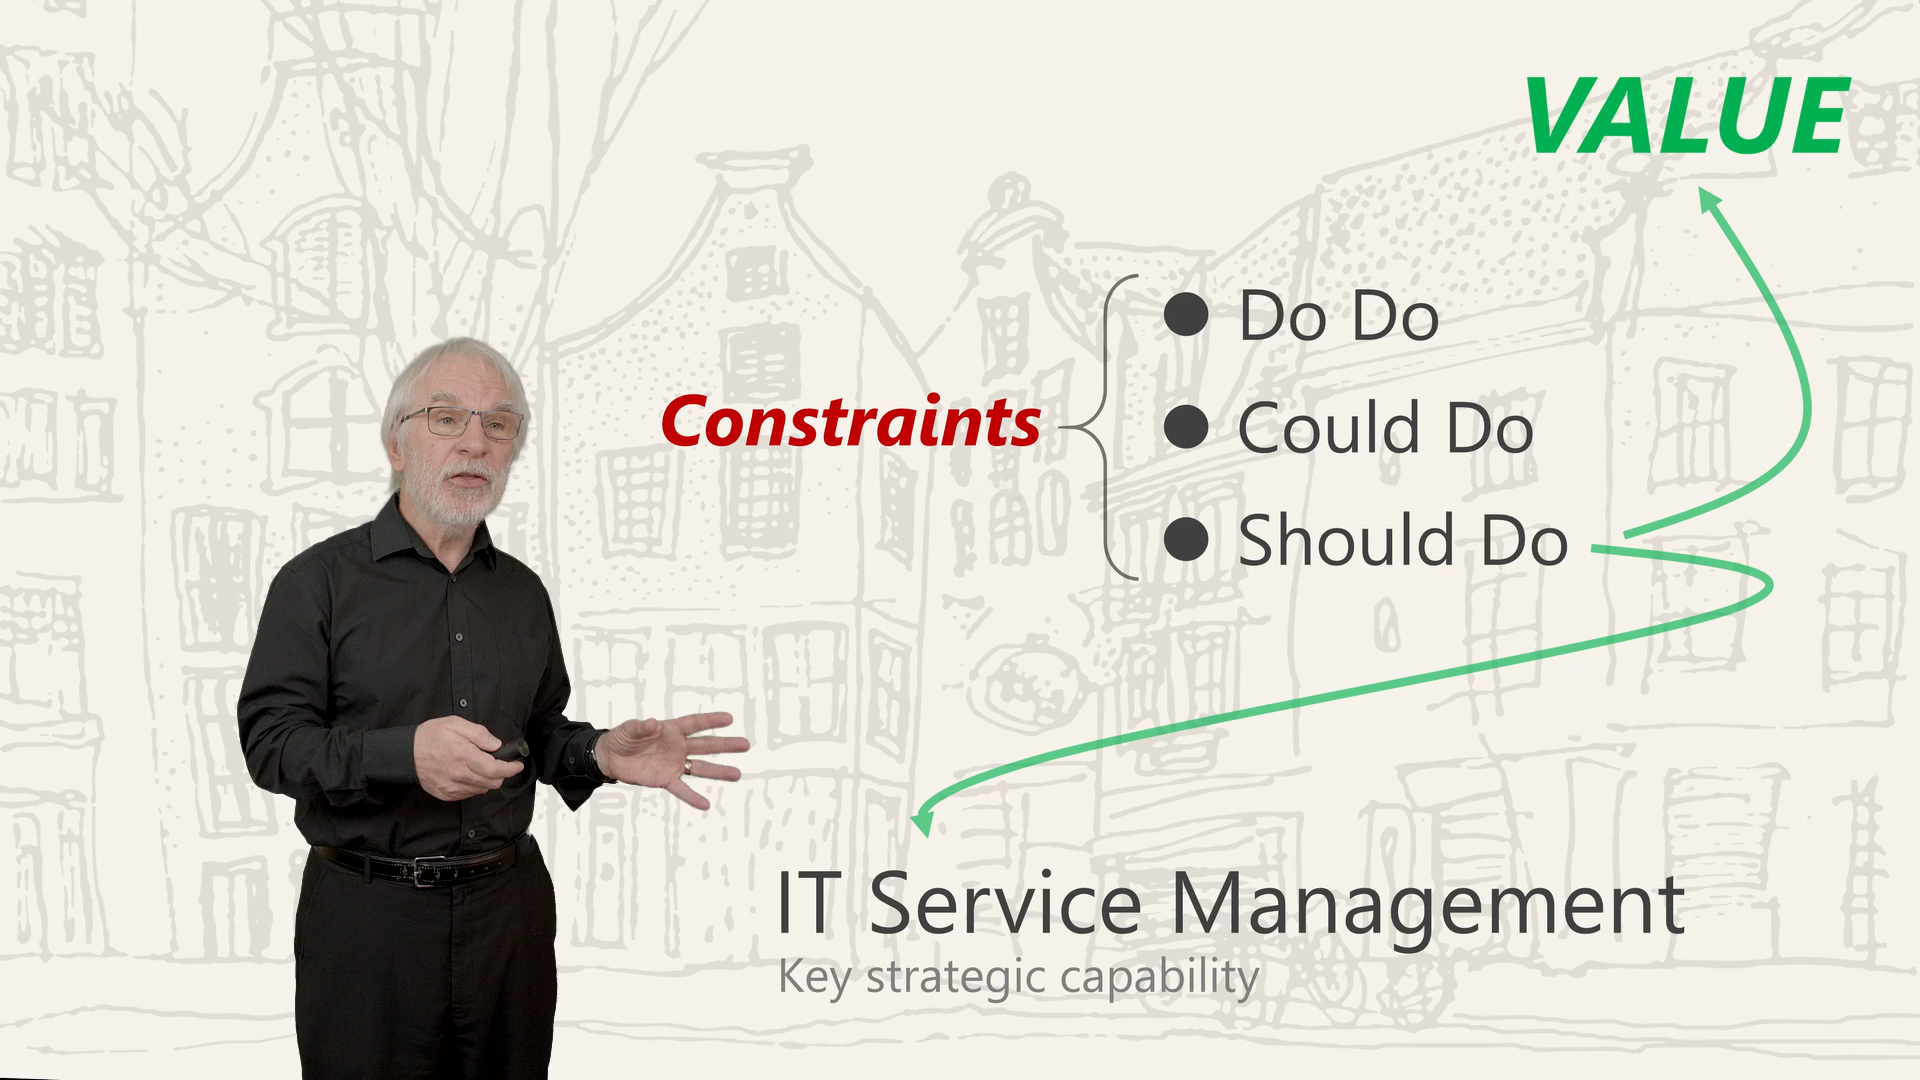 VALUE
Constraints
Do Do
Could Do
Should Do
IT Service Management
Key strategic capability